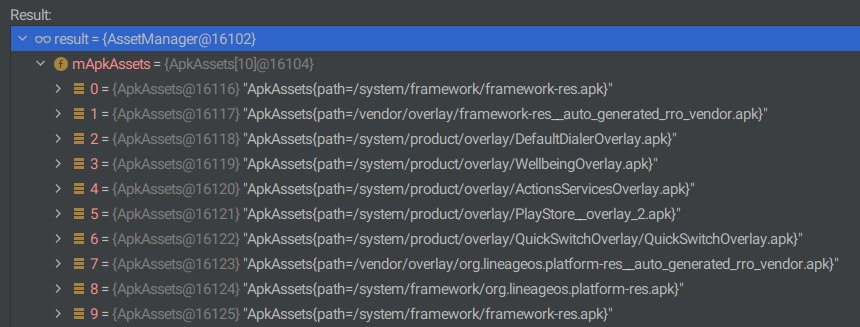 Result:
result = {AssetManager@16102}
f mApkAssets = {ApkAssets[10]@16104}
0 = {ApkAssets@16116} "ApkAssets{path=/system/framework/framework-res.apk}"
1 = {ApkAssets@16117} "ApkAssets{path=/vendor/overlay/framework-res__auto_generated_rro_vendor.apk}"
2 = {ApkAssets@16118} "ApkAssets{path=/system/product/overlay/DefaultDialerOverlay.apk}"
3 = {ApkAssets@16119} "ApkAssets{path=/system/product/overlay/WellbeingOverlay.apk}"
4 = {ApkAssets@16120} "ApkAssets{path=/system/product/overlay/ActionsServicesOverlay.apk}"
5 = {ApkAssets@16121} "ApkAssets{path=/system/product/overlay/PlayStore__overlay_2.apk}"
6 = {ApkAssets@16122} "ApkAssets{path=/system/product/overlay/QuickSwitchOverlay/QuickSwitchOverlay.apk}"
7 = {ApkAssets@16123} "ApkAssets{path=/vendor/overlay/org.lineageos.platform-res__auto_generated_rro_vendor.apk}"
8 = {ApkAssets@16124} "ApkAssets{path=/system/framework/org.lineageos.platform-res.apk}"
9 = {ApkAssets@16125} "ApkAssets{path=/system/framework/framework-res.apk}"